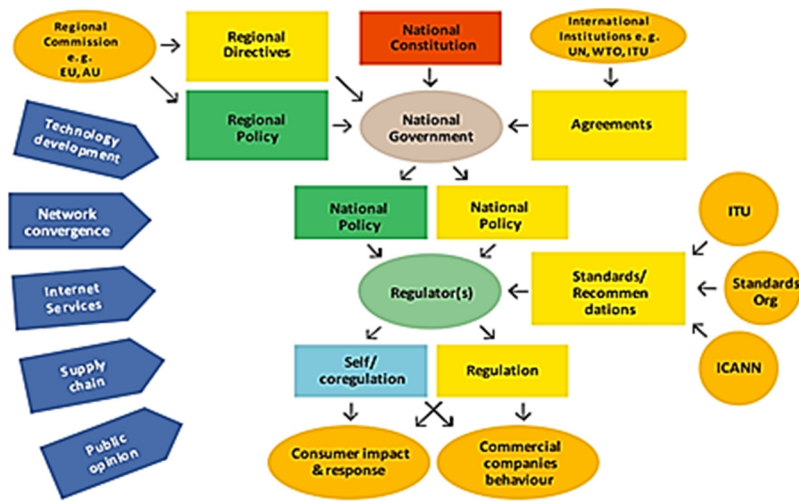 Regional
Commission
e. g.
EU, AU
Regional
Directives
National
Constitution
International
Institutions e. g.
UN, WTO, ITU
Technology
development
Regional
Policy
National
Government
Agreements
Network
convergence
National
Policy
National
Policy
ITU
Internet
Services
Regulator(s)
Standards/
Recommen
dations
Standards
Org
Supply
chain
Self/
coregulation
Regulation
ICANN
Public
opinion
Consumer impact
& response
Commercial
companies
behaviour